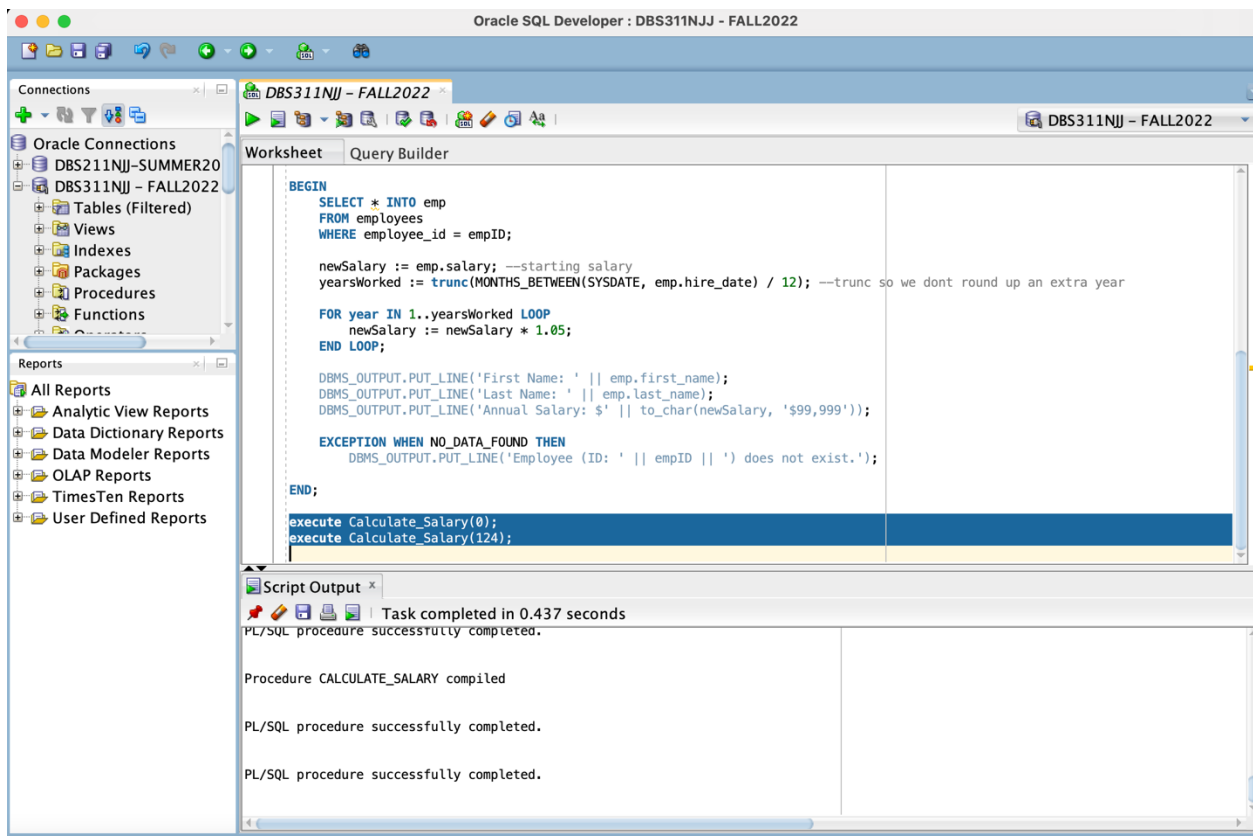 Oracle SQL Developer : DBS311NJJ - FALL2022
Connections
Oracle Connections
DBS211NJJ-SUMMER20
DBS311NJJ - FALL2022
Tables (Filtered)
Views
Indexes
Packages
Procedures
Functions
Reports
All Reports
Analytic View Reports
Data Dictionary Reports
Data Modeler Reports
OLAP Reports
TimesTen Reports
User Defined Reports
DBS311NJJ - FALL2022
DBS311NJJ - FALL2022
Worksheet Query Builder
BEGIN
SELECT * INTO emp
FROM employees
WHERE employee_id = empID;
newSalary := emp.salary; --starting salary
yearsWorked := trunc(MONTHS_BETWEEN(SYSDATE, emp.hire_date) / 12); --trunc so we dont round up an extra year
FOR year IN 1..yearsWorked LOOP
newSalary := newSalary * 1.05;
END LOOP;
DBMS_OUTPUT.PUT_LINE('First Name: ' || emp.first_name);
DBMS_OUTPUT.PUT_LINE('Last Name: ' || emp.last_name);
DBMS_OUTPUT.PUT_LINE('Annual Salary: $' || to_char(newSalary, '$99,999'));
EXCEPTION WHEN NO_DATA_FOUND THEN
DBMS_OUTPUT.PUT_LINE('Employee (ID: ' || empID || ') does not exist.');
END;
execute Calculate_Salary(0);
execute Calculate_Salary(124);
Script Output
Task completed in 0.437 seconds
PL/SQL procedure successfully completed.
Procedure CALCULATE_SALARY compiled
PL/SQL procedure successfully completed.
PL/SQL procedure successfully completed.